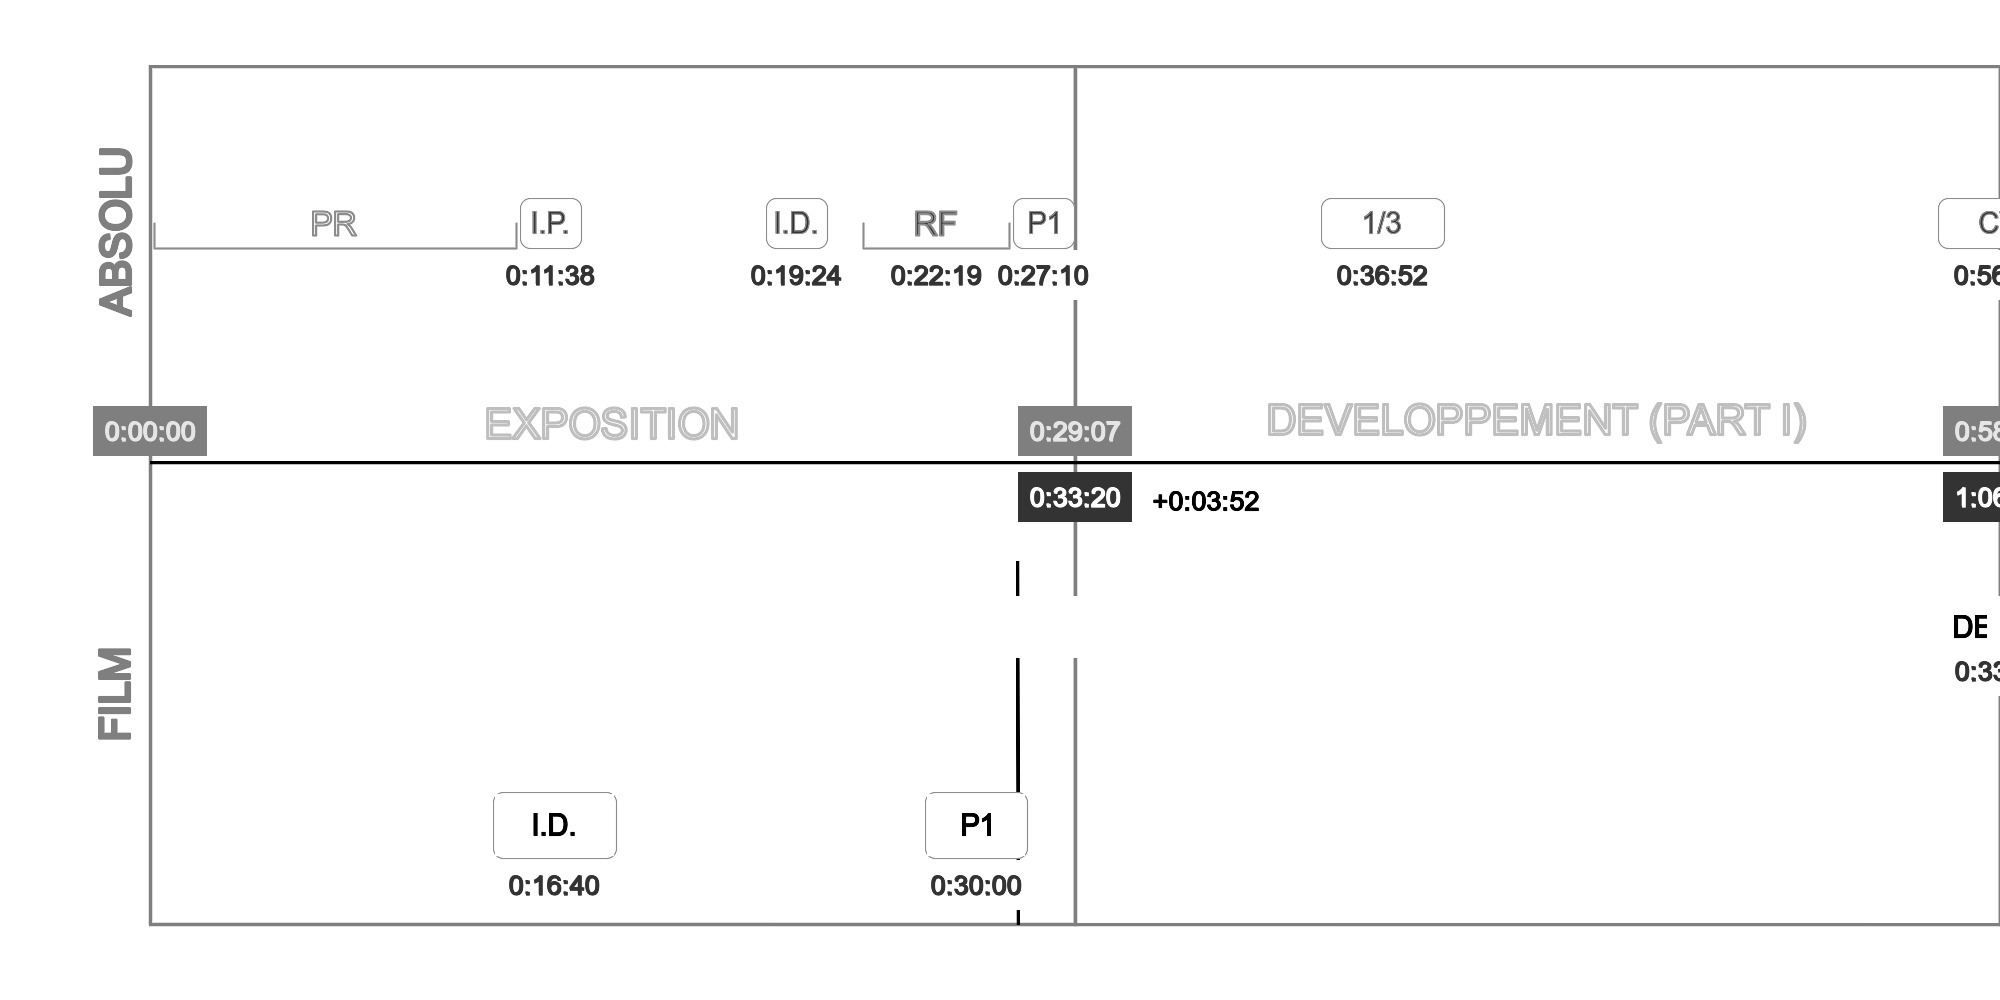 ABSOLU
PR
I.P.
I.D.
RF
P1
1/3
0:11:38
0:19:24
0:22:19
0:27:10
0:36:52
0:56
EXPOSITION
DEVELOPPEMENT (PART I)
0:00:00
0:29:07
0:58
0:33:20
+0:03:52
1:06
FILM
DE
0:33
I.D.
P1
0:16:40
0:30:00